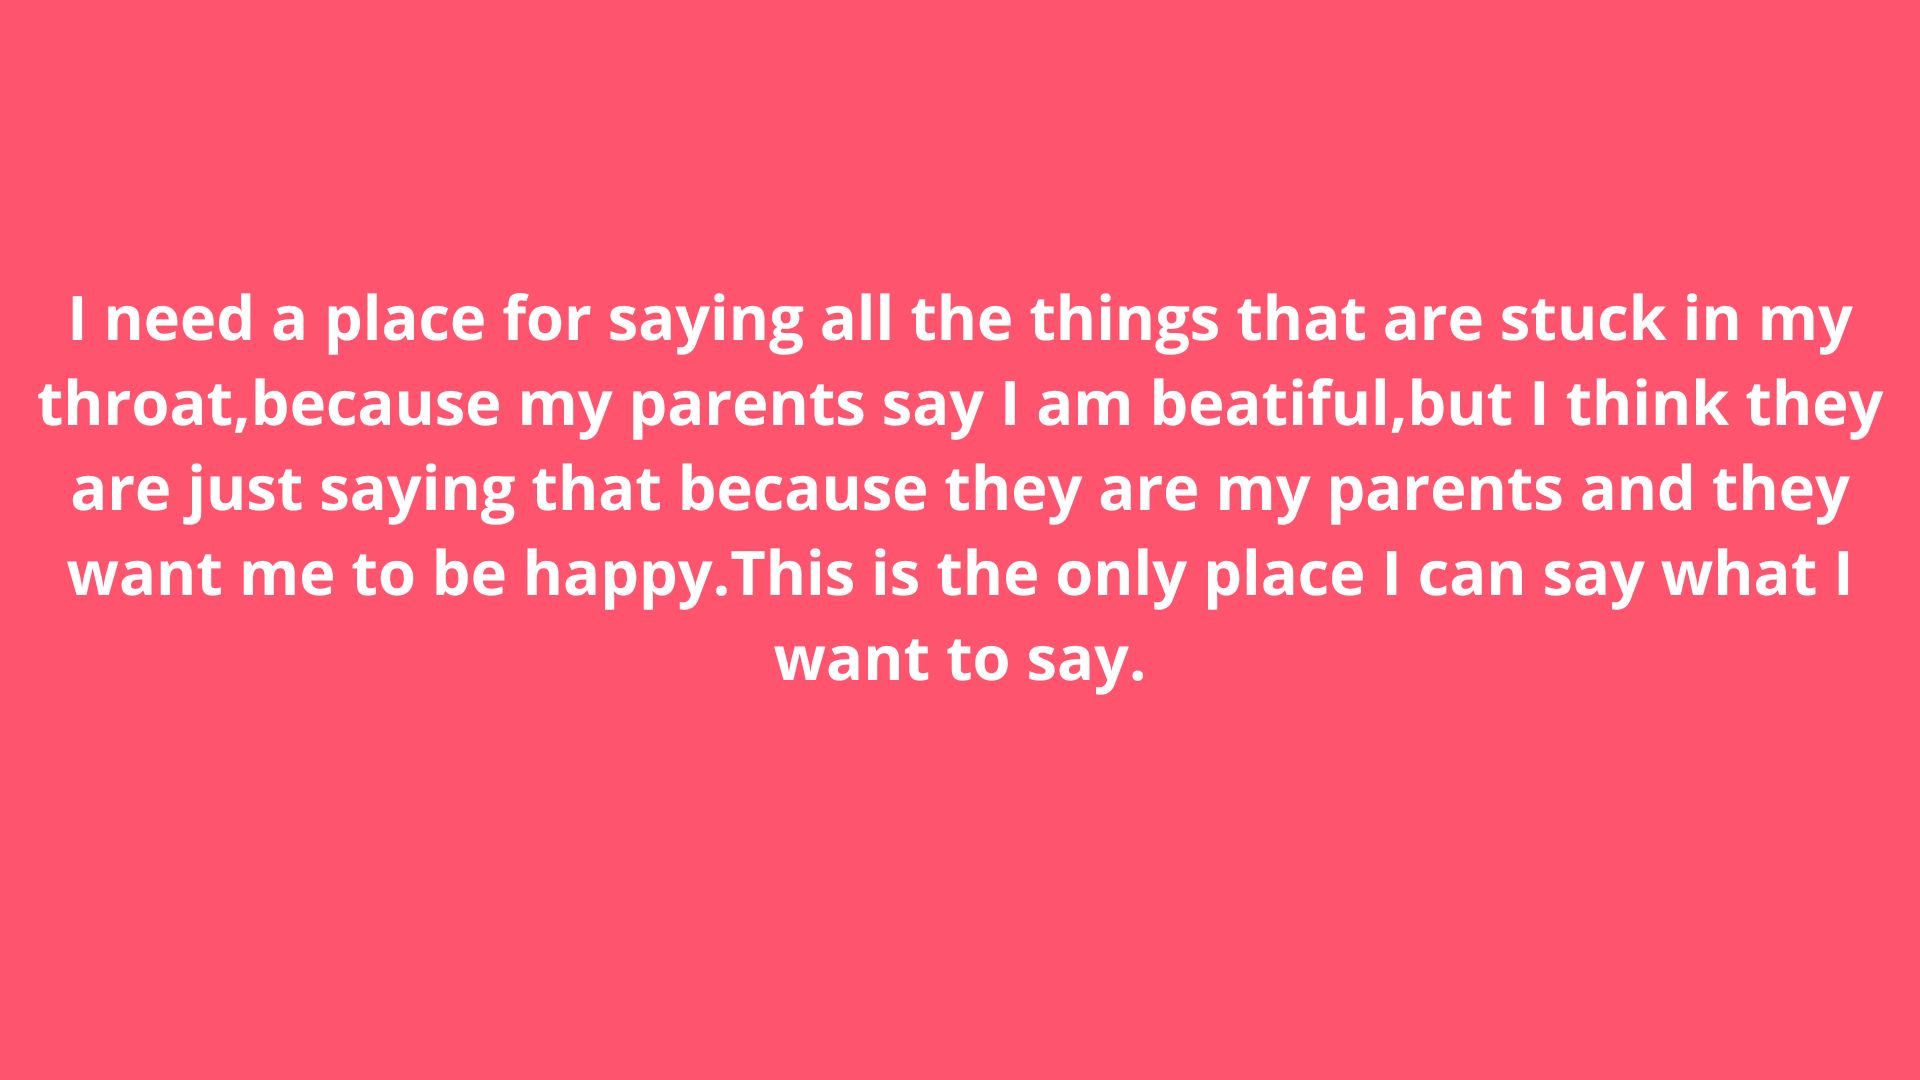 I need a place for saying all the things that are stuck in my
throat,because my parents say I am beatiful,but I think they
are just saying that because they are my parents and they
want me to be happy.This is the only place I can say what I
want to say.